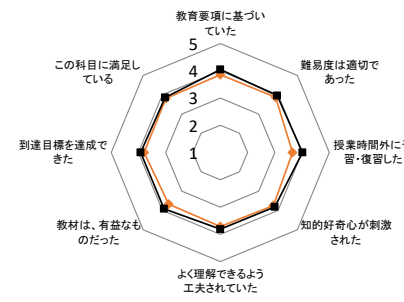 教育要項に基づい
ていた
5
この科目に満足し
ている
4
難易度は適切で
あった
3
2
到達目標を達成で
きた
1
授業時間外に
習・復習した
教材は、有益なも
のだった
知的好奇心が刺激
された
よく理解できるよう
工夫されていた